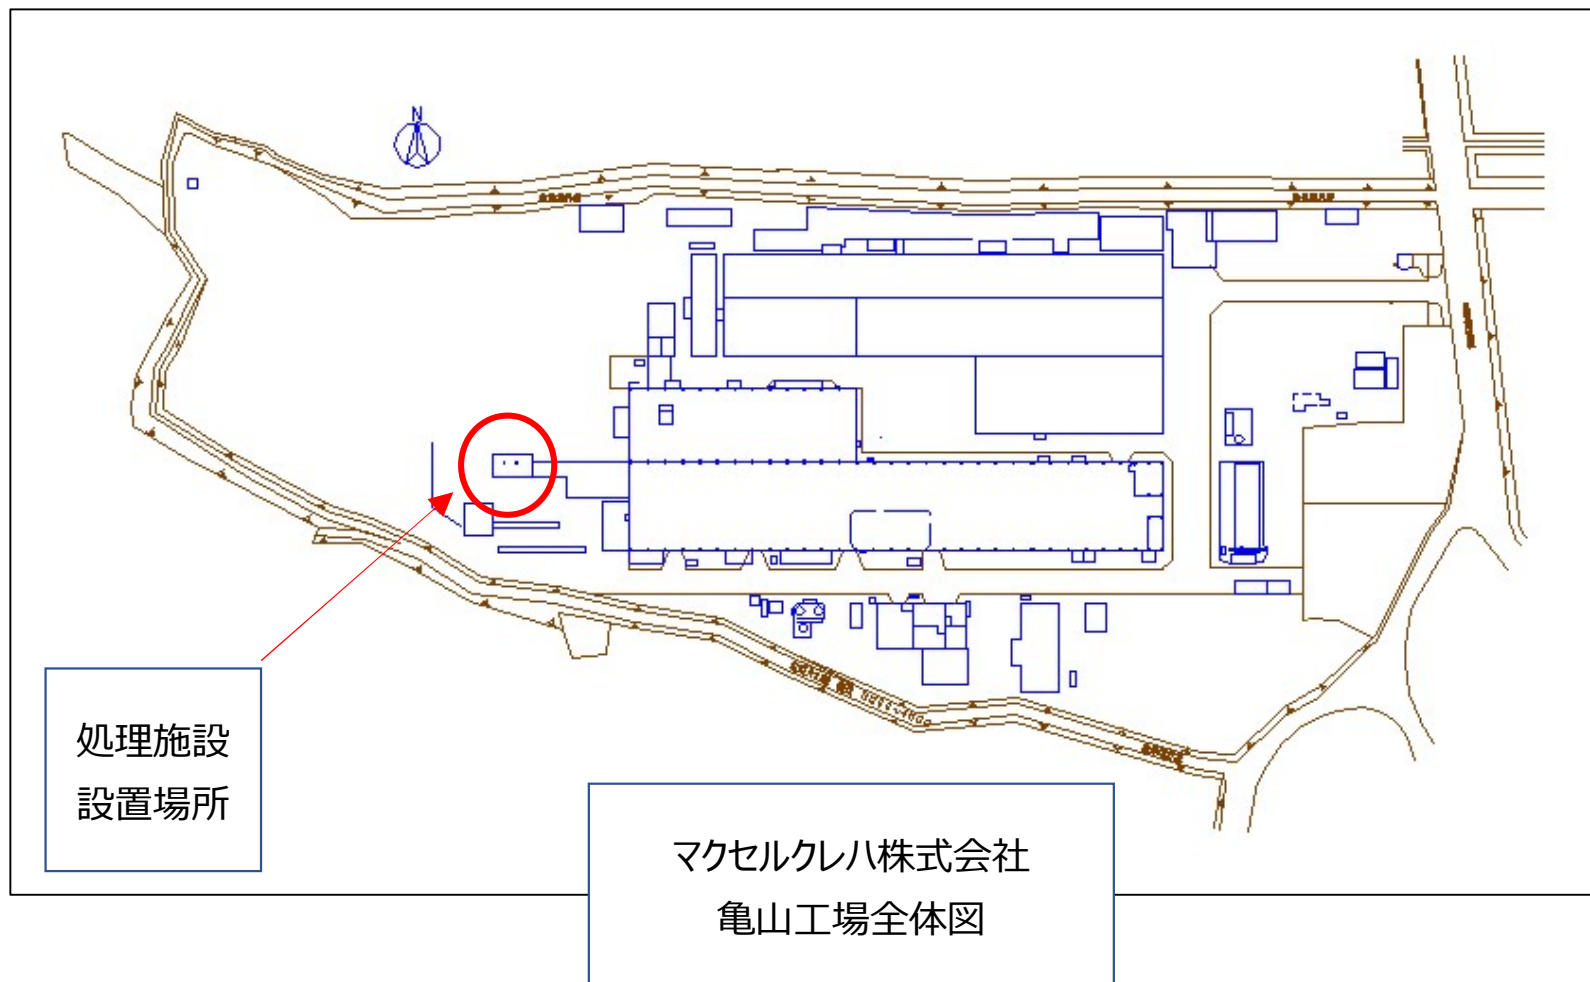 N
処理施設
設置場所
マクセルクレハ株式会社
亀山工場全体図